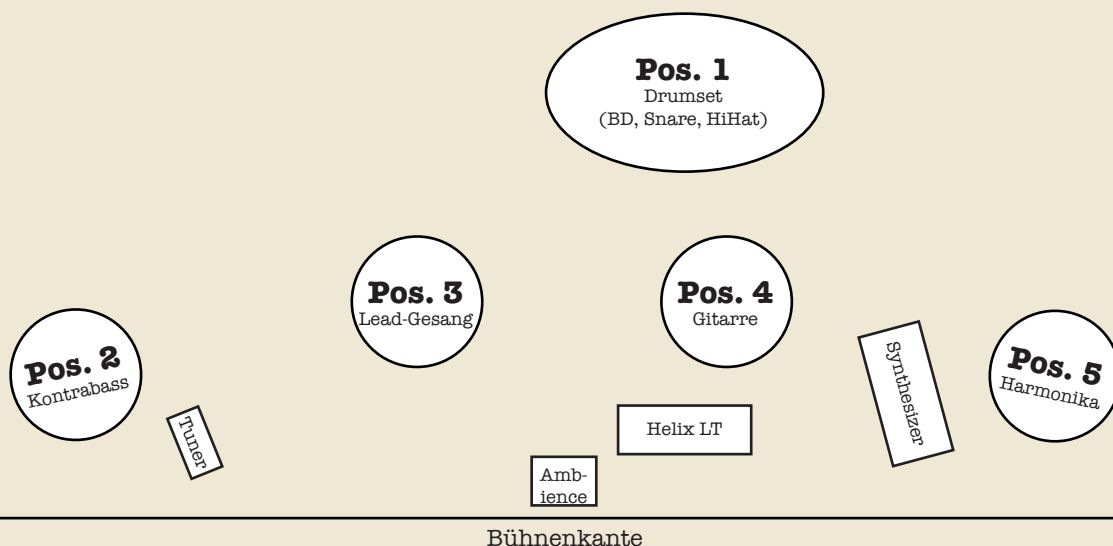 Pos. 1
Drumset
(BD, Snare, HiHat)
Pos. 2
Kontrabass
Tuner
Pos. 3
Lead-Gesang
Pos. 4
Gitarre
Synthesizer
Pos. 5
Harmonika
Helix LT
Amb-
ience
Bühnenkante